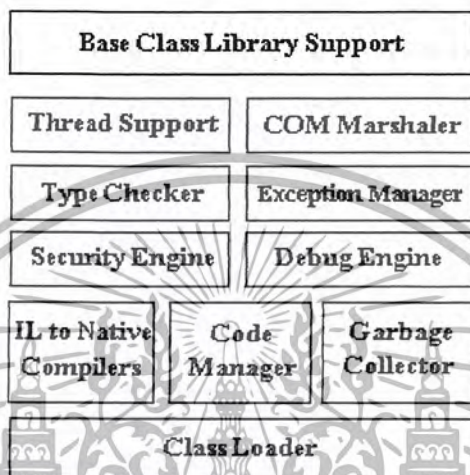 Base Class Library Support
Thread Support
COM Marshaler
Type Checker
Exception Manager
Security Engine
Debug Engine
IL to Native
Compilers
Code
Manager
Garbage
Collector
Class Loader